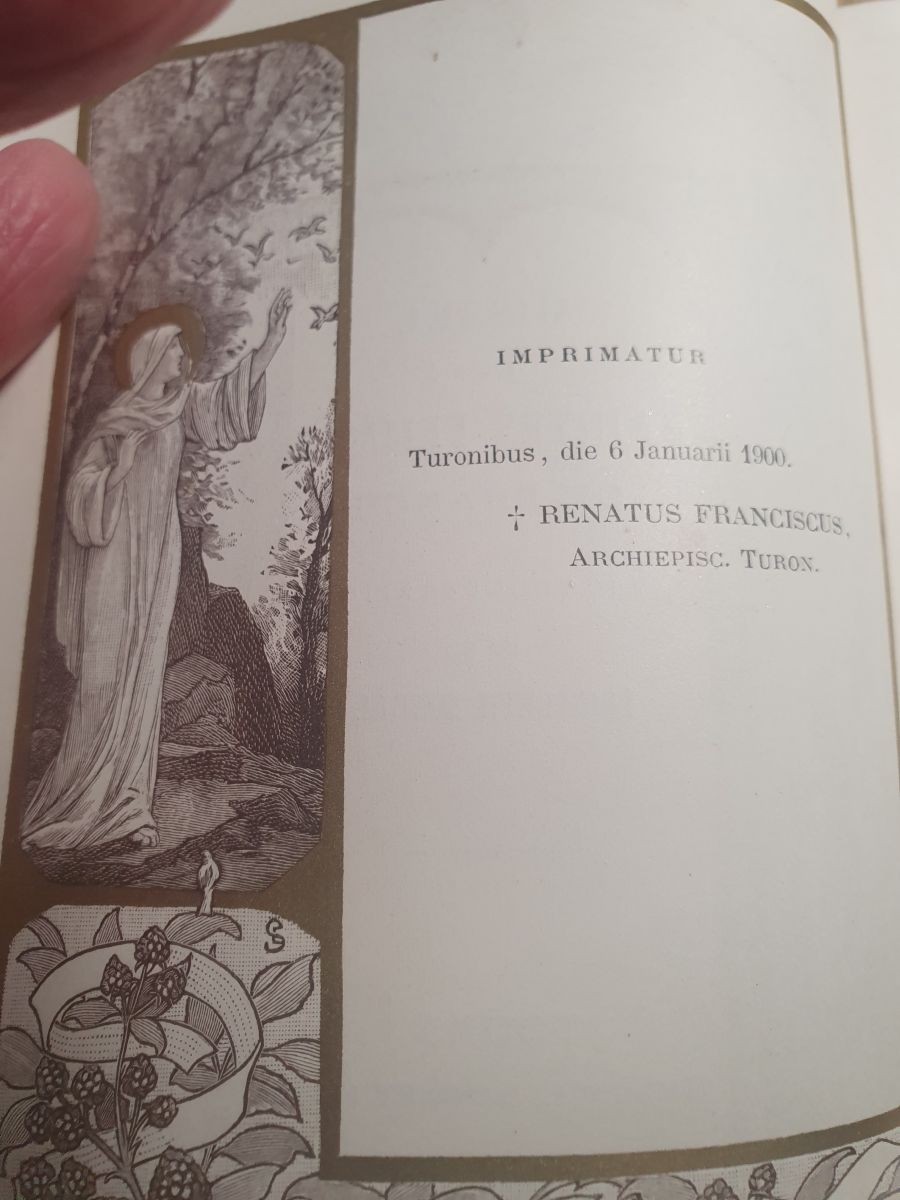 IMPRIMATUR
Turonibus, die 6 Januarii 1900.
☩ RENATUS FRANCISCUS,
ARCHIEPISC. TURON.